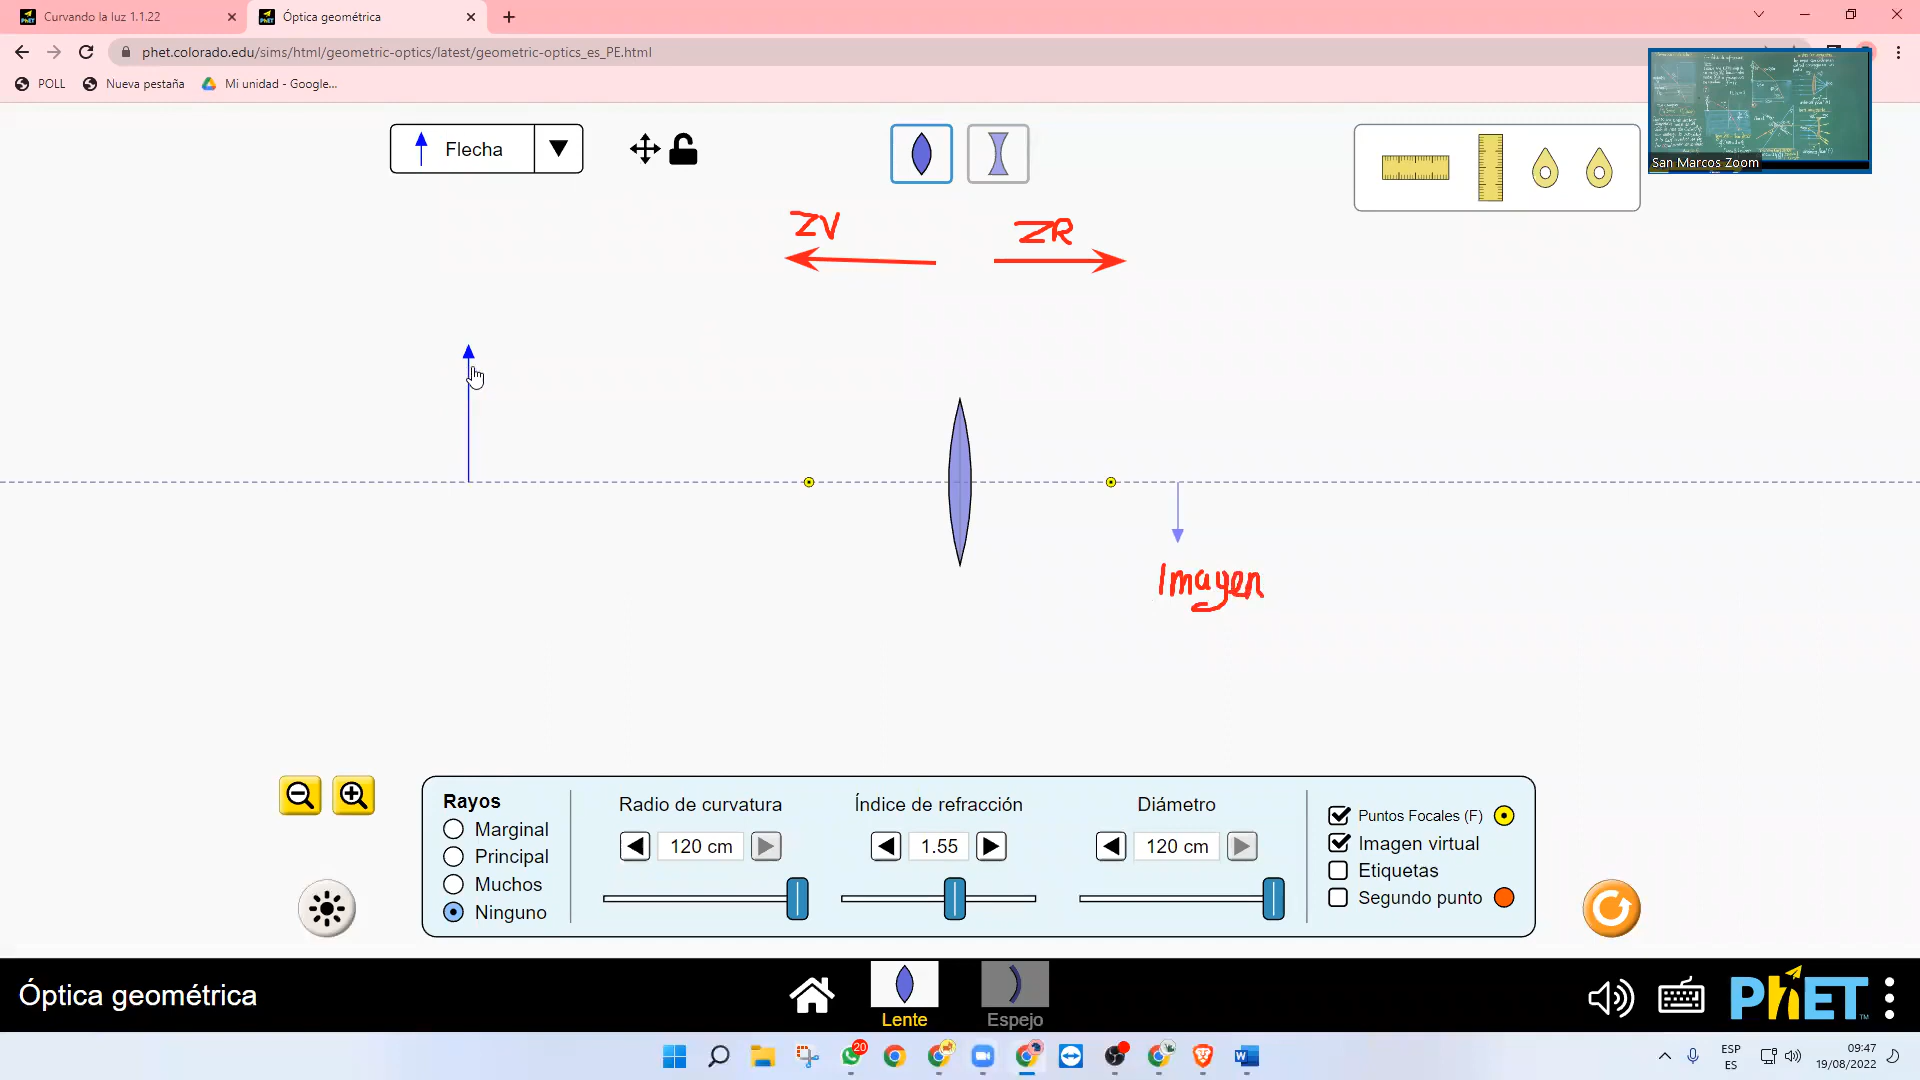 Curvando la luz 1.1.22
Óptica geométrica
phet.colorado.edu/sims/html/geometric-optics/latest/geometric-optics_es_PE.html
POLL
Nueva pestaña
Mi unidad - Google...
San Marcos Zoom
Flecha
ZV
ZR
Imagen
Rayos
Marginal
Principal
Muchos
Ninguno
Radio de curvatura
120 cm
Índice de refracción
1.55
Diámetro
120 cm
Puntos Focales (F)
Imagen virtual
Etiquetas
Segundo punto
Óptica geométrica
Lente
Espejo
PhET
20
ESP
ES
09:47
19/08/2022